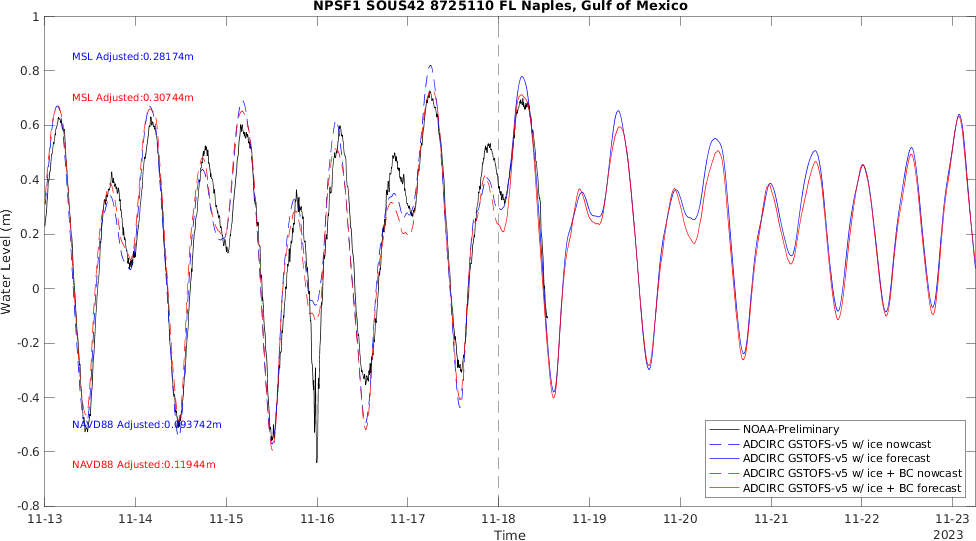 NPSF1 SOUS42 8725110 FL Naples, Gulf of Mexico
1
0.8
0.6
0.4
0.2
0
-0.2
-0.4
-0.6
-0.8
Water Level (m)
MSL Adjusted:0.28174m
MSL Adjusted:0.30744m
NAVD88 Adjusted:0.093742m
NAVD88 Adjusted:0.11944m
NOAA-Preliminary
ADCIRC GSTOFS-v5 w/ ice nowcast
ADCIRC GSTOFS-v5 w/ ice forecast
ADCIRC GSTOFS-v5 w/ ice + BC nowcast
ADCIRC GSTOFS-v5 w/ ice + BC forecast
11-13 11-14 11-15 11-16 11-17 11-18 11-19 11-20 11-21 11-22 11-23
2023
Time